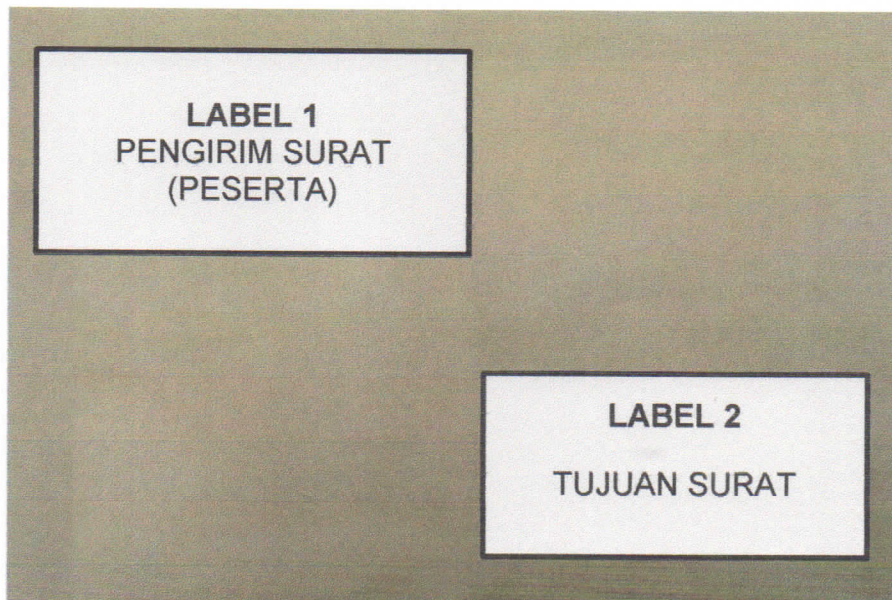 LABEL 1
PENGIRIM SURAT
(PESERTA)
LABEL 2
TUJUAN SURAT